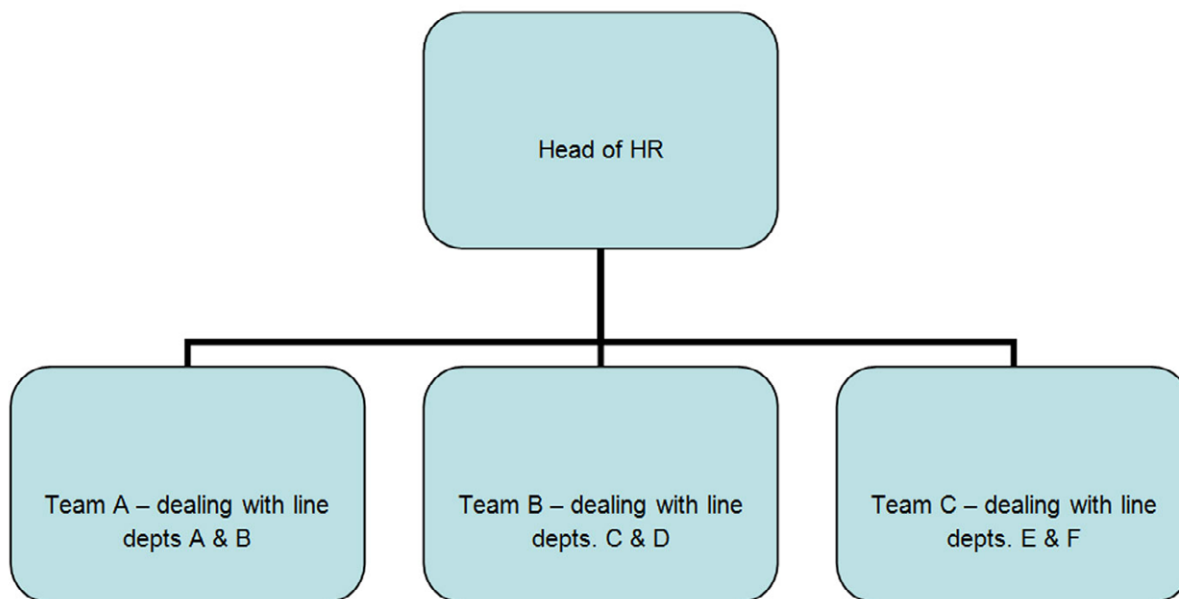 Head of HR
Team A – dealing with line
depts A & B
Team B – dealing with line
depts. C & D
Team C – dealing with line
depts. E & F